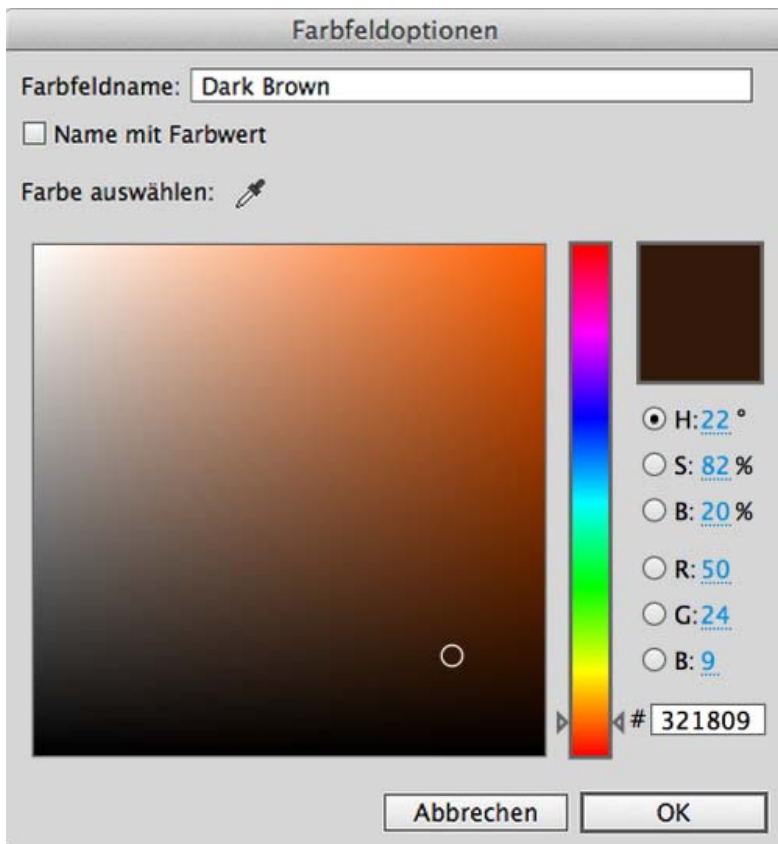 Farbfeldoptionen
Farbfeldname: Dark Brown
Name mit Farbwert
Farbe auswählen:
H: 22 °
S: 82 %
B: 20 %
R: 50
G: 24
B: 9
# 321809
Abbrechen OK